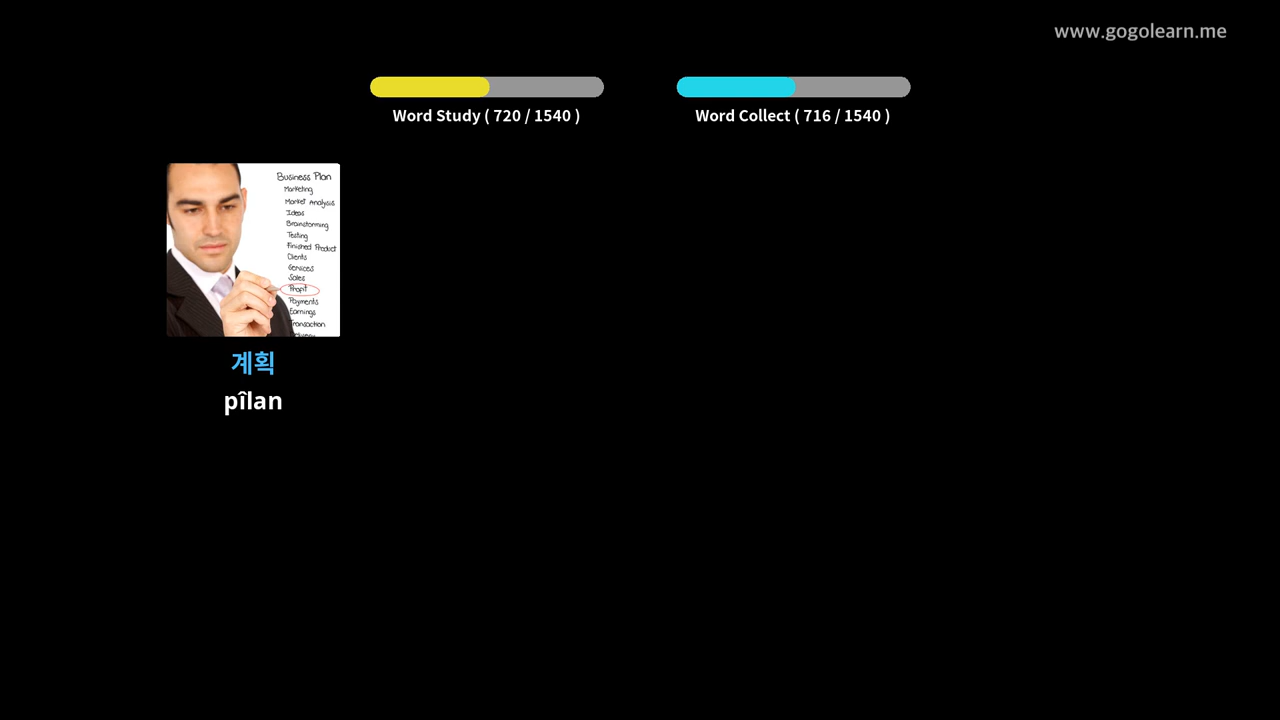 www.gogolearn.me
Word Study ( 720 / 1540 )
Word Collect ( 716 / 1540 )
Business Plan
Marketing
Market Analysis
Ideas
Brainstorming
Testing
Finished Product
Clients
Services
Sales
Profit
Payments
Earnings
Transaction
계획
pîlan